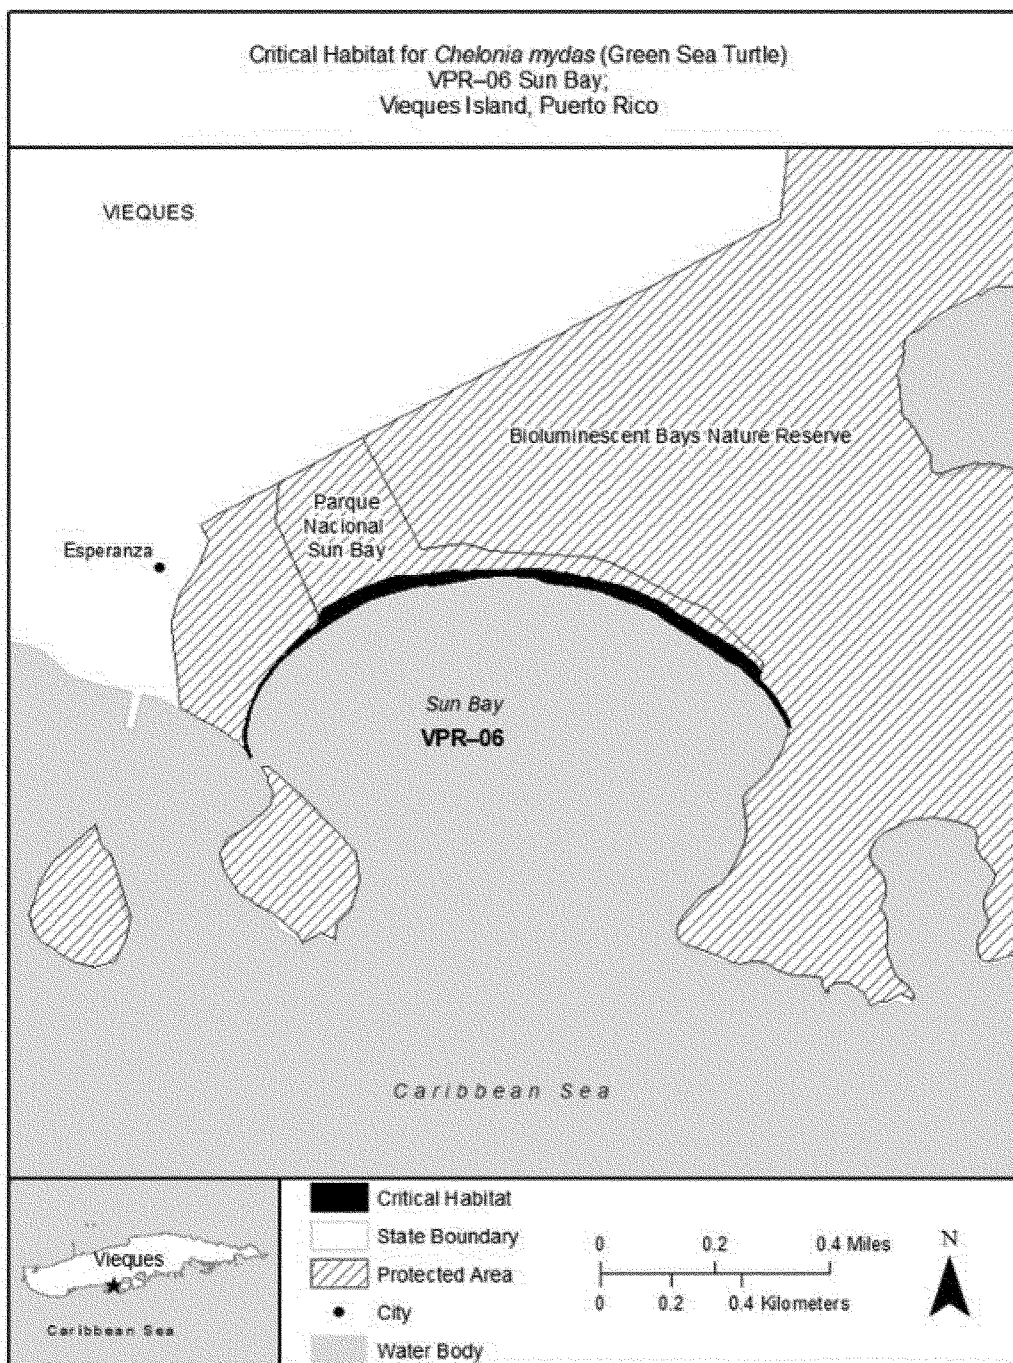 Critical Habitat for Chelonia mydas (Green Sea Turtle)
VPR–06 Sun Bay;
Vieques Island, Puerto Rico
VIEQUES
Bioluminescent Bays Nature Reserve
Parque
Nacional
Sun Bay
Esperanza
Sun Bay
VPR–06
Caribbean Sea
Vieques
Caribbean Sea
Critical Habitat
State Boundary
Protected Area
City
Water Body
0 0.2 0.4 Miles
0 0.2 0.4 Kilometers
N